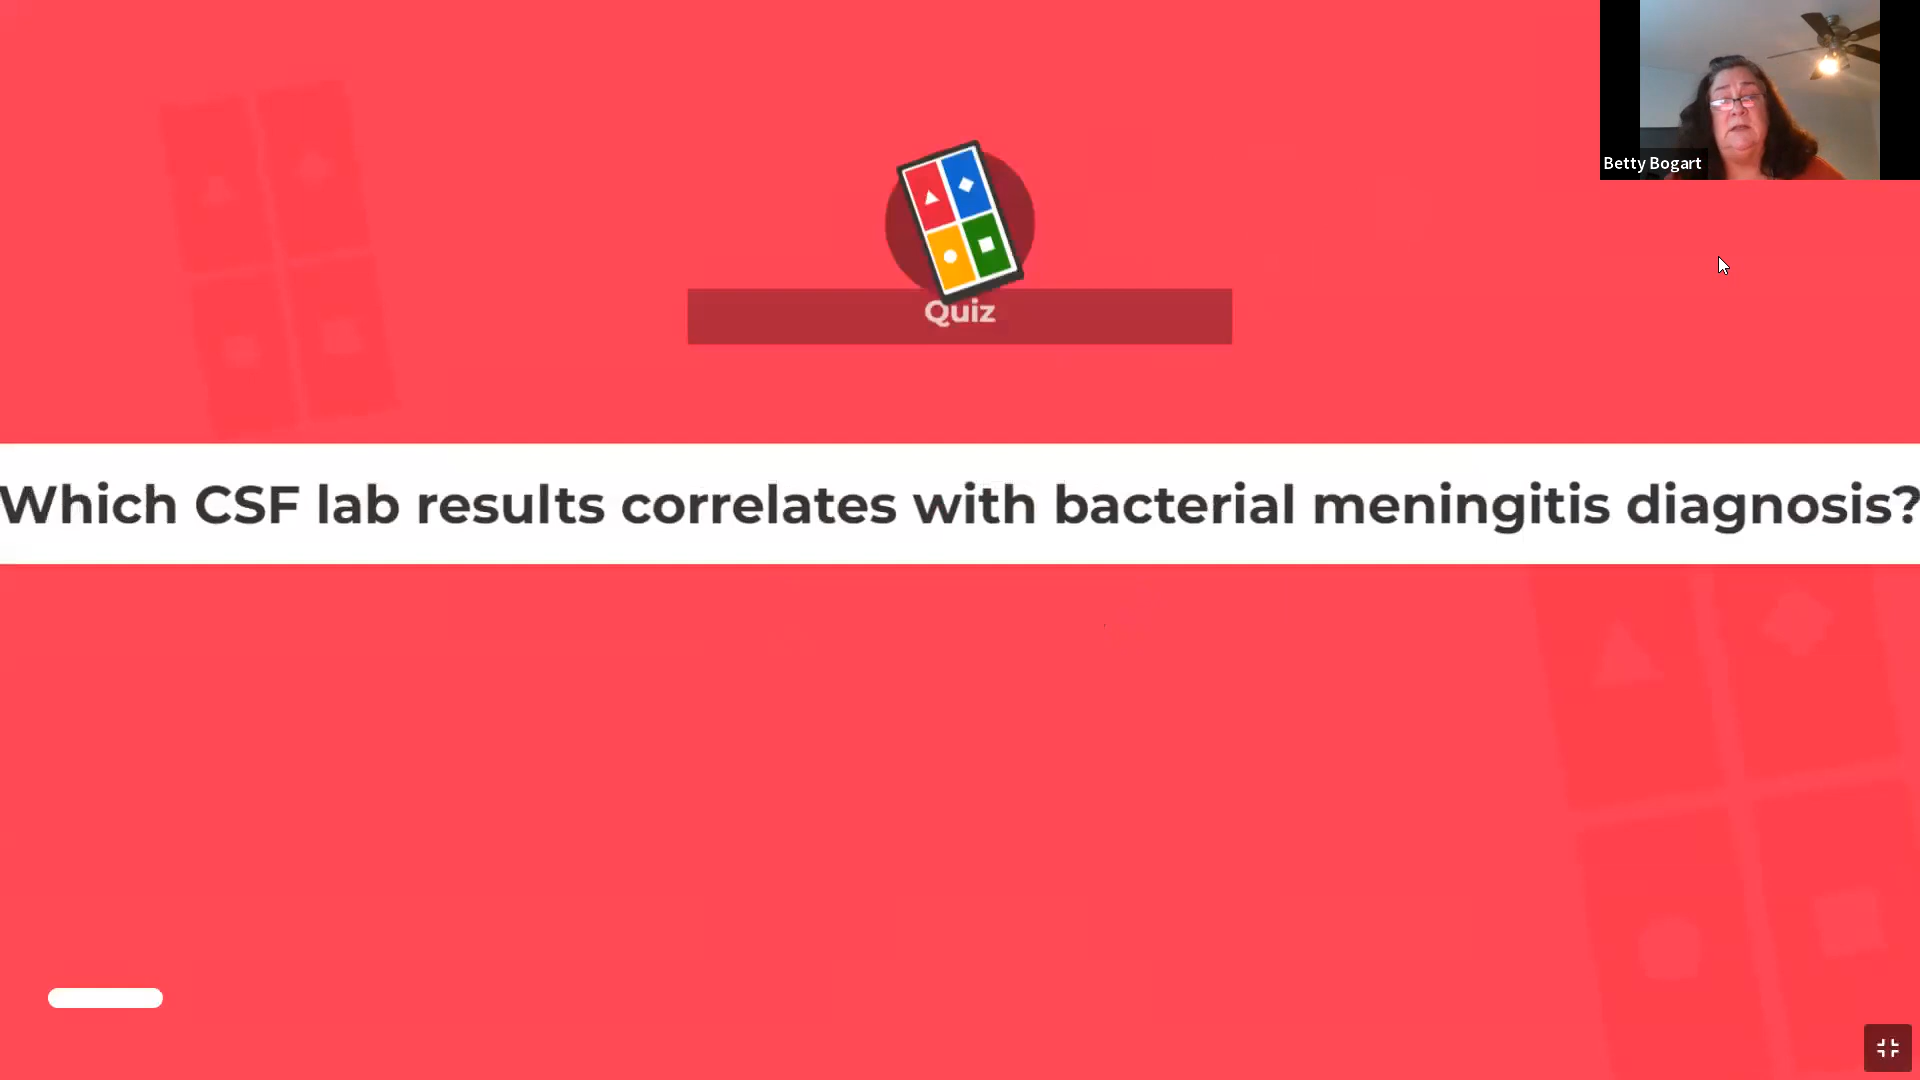 Betty Bogart
Quiz
Which CSF lab results correlates with bacterial meningitis diagnosis?